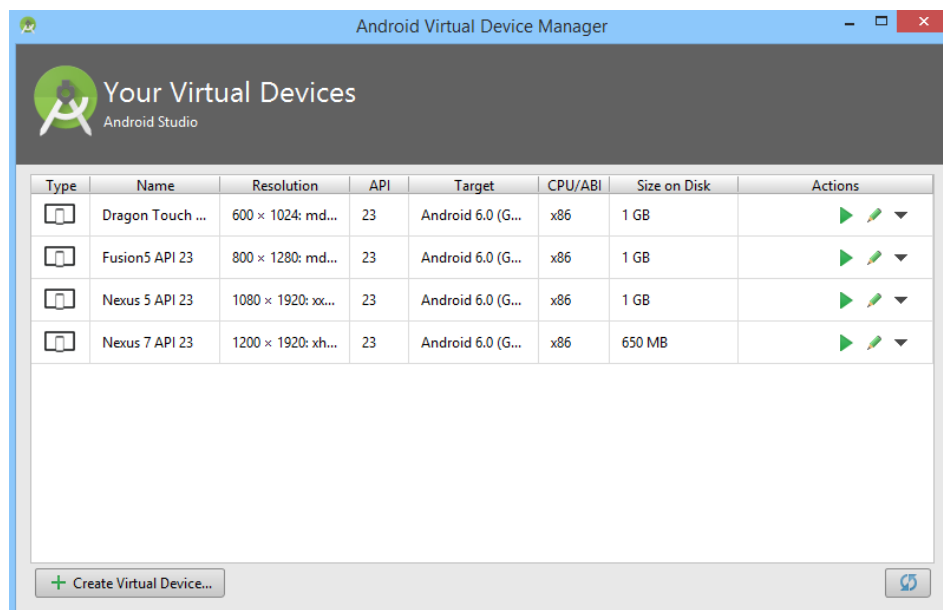 Android Virtual Device Manager
Your Virtual Devices
Android Studio
Type Name Resolution API Target CPU/ABI Size on Disk Actions
Dragon Touch ... 600 × 1024: md... 23 Android 6.0 (G... x86 1 GB
Fusion5 API 23 800 × 1280: md... 23 Android 6.0 (G... x86 1 GB
Nexus 5 API 23 1080 × 1920: xx... 23 Android 6.0 (G... x86 1 GB
Nexus 7 API 23 1200 × 1920: xh... 23 Android 6.0 (G... x86 650 MB
Create Virtual Device...